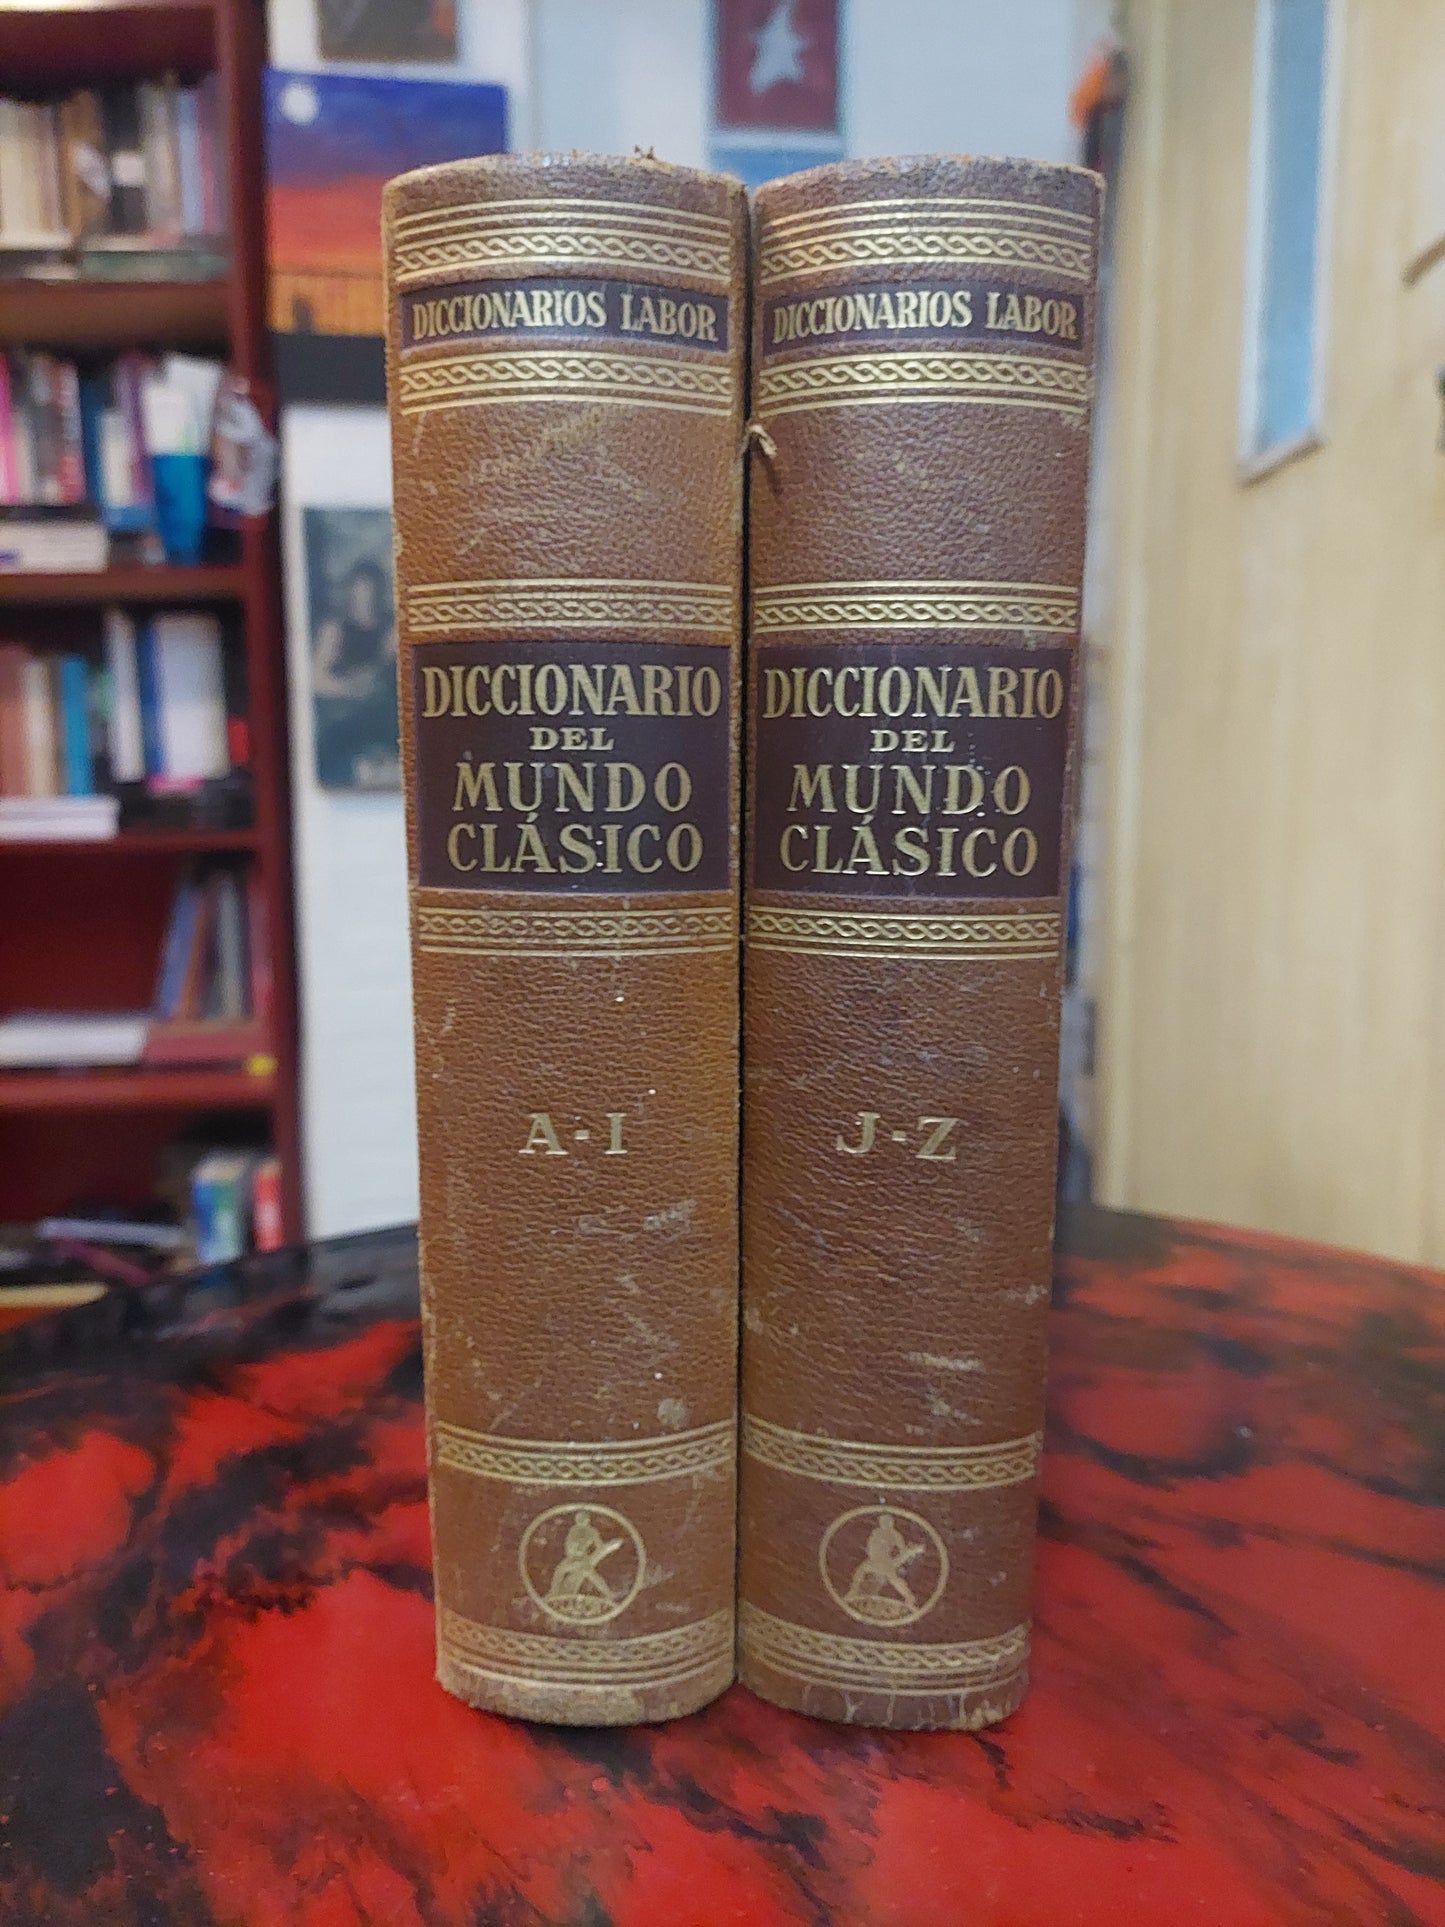 DICCIONARIOS LABOR
DICCIONARIO
DEL
MUNDO
CLÁSICO
A-I
DICCIONARIOS LABOR
DICCIONARIO
DEL
MUNDO
CLÁSICO
J-Z